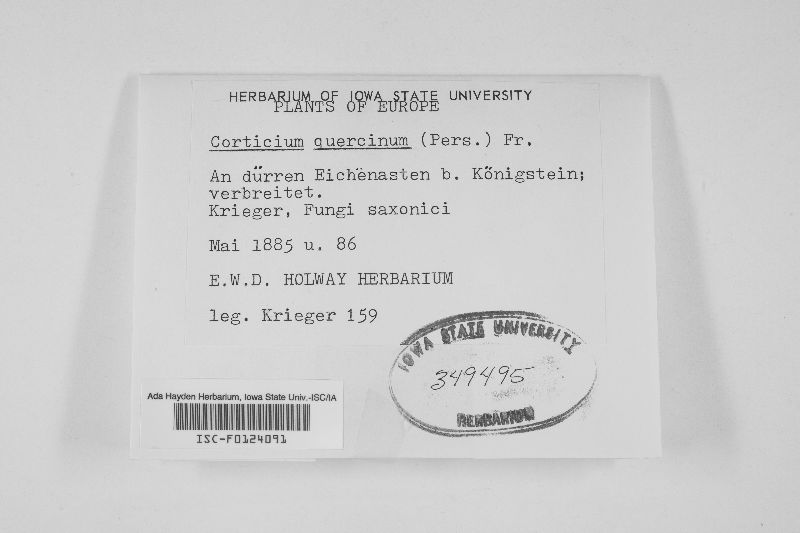 HERBARIUM OF IOWA STATE UNIVERSITY
PLANTS OF EUROPE
Corticium quercinum (Pers.) Fr.
An dürren Eichënasten b. Königstein;
verbreitet.
Krieger, Fungi saxonici
Mai 1885 u. 86
E.W.D. HOLWAY HERBARIUM
leg. Krieger 159
IOWA STATE UNIVERSITY
349495
HERBARIUM
Ada Hayden Herbarium, Iowa State Univ.-ISC/IA
ISC-F0124091